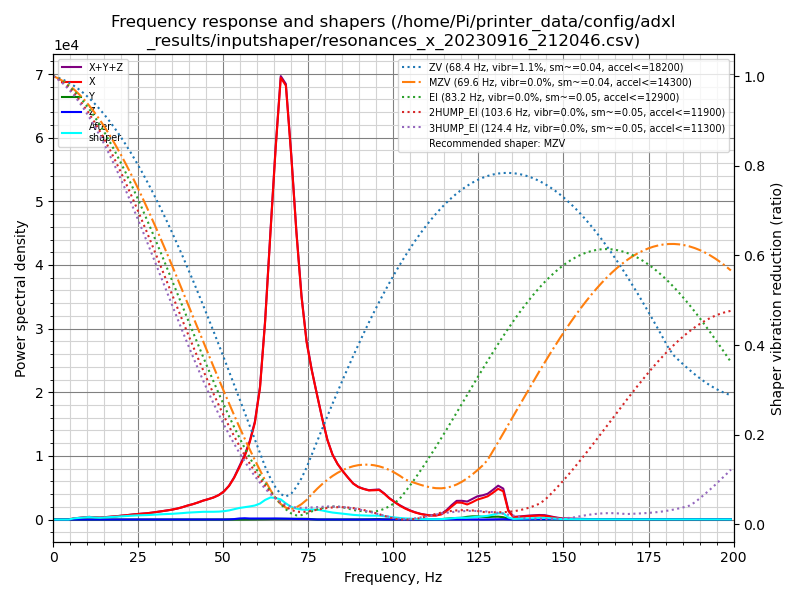 Frequency response and shapers (/home/Pi/printer_data/config/adxl
_results/inputshaper/resonances_x_20230916_212046.csv)
1e4
X+Y+Z
X
Y
Z
After
shaper
ZV (68.4 Hz, vibr=1.1%, sm~=0.04, accel<=18200)
MZV (69.6 Hz, vibr=0.0%, sm~=0.04, accel<=14300)
EI (83.2 Hz, vibr=0.0%, sm~=0.05, accel<=12900)
2HUMP_EI (103.6 Hz, vibr=0.0%, sm~=0.05, accel<=11900)
3HUMP_EI (124.4 Hz, vibr=0.0%, sm~=0.05, accel<=11300)
Recommended shaper: MZV
Power spectral density
7
6
5
4
3
2
1
0
1.0
0.8
0.6
0.4
0.2
0.0
Shaper vibration reduction (ratio)
0 25 50 75 100 125 150 175 200
Frequency, Hz